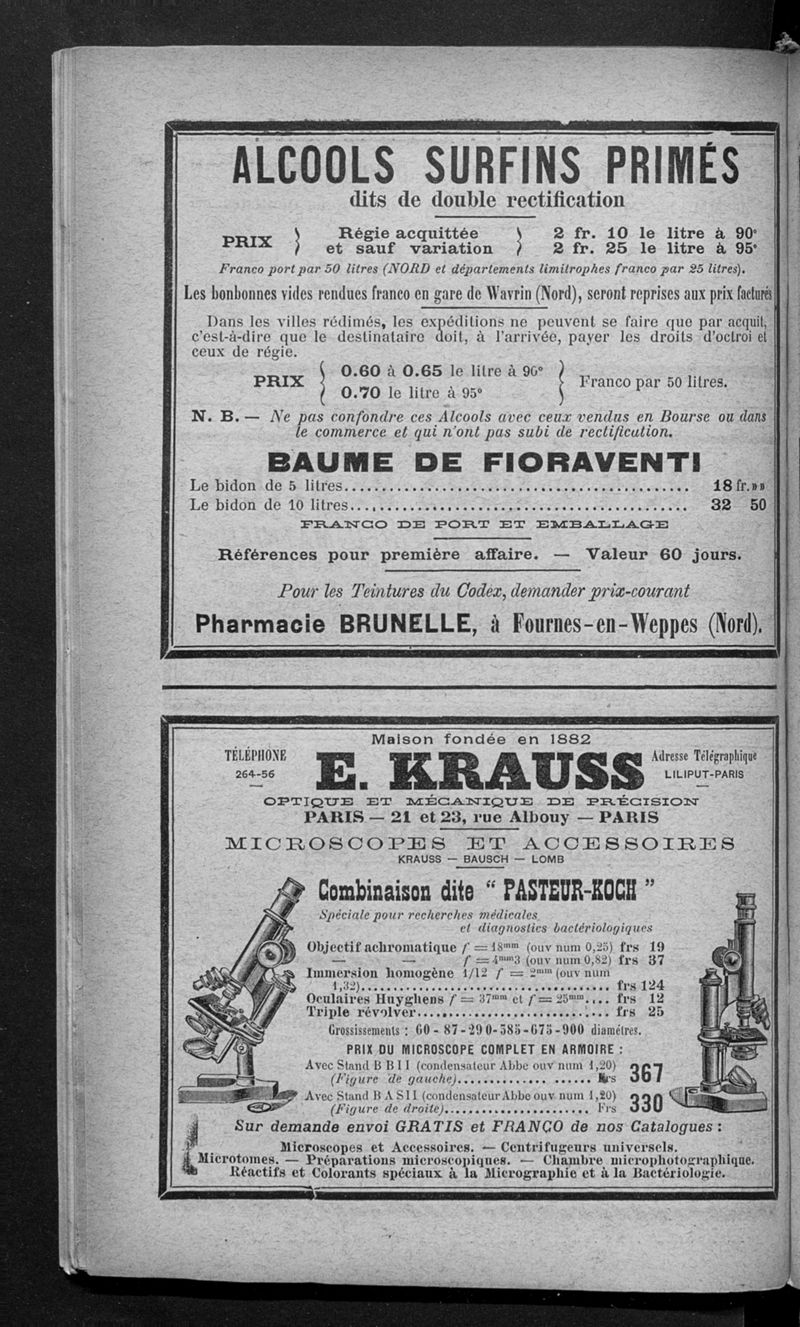 ALCOOLS SURFINS PRIMÉS
dits de double rectification
PRIX } Régie acquittée } 2 fr. 10 le litre à 90°
et sauf variation } 2 fr. 25 le litre à 95°
Franco port par 50 litres (NORD et départements limitrophes franco par 25 litres).
Les bonbonnes vides rendues franco en gare de Wavrin (Nord), seront reprises aux prix facturés
Dans les villes rédimés, les expéditions ne peuvent se faire que par acquit,
c'est-à-dire que le destinataire doit, à l'arrivée, payer les droits d'octroi et
ceux de régie.
PRIX { 0.60 à 0.65 le litre à 90° } Franco par 50 litres.
0.70 le litre à 95°
N. B. — Ne pas confondre ces Alcools avec ceux vendus en Bourse ou dans
le commerce et qui n'ont pas subi de rectification.
BAUME DE FIORAVENTI
Le bidon de 5 litres.................................................. 18 fr. »»
Le bidon de 10 litres.................................................. 32 50
FRANCO DE PORT ET EMBALLAGE
Références pour première affaire. — Valeur 60 jours.
Pour les Teintures du Codex, demander prix-courant
Pharmacie BRUNELLE, à Fournes-en-Weppes (Nord).
Maison fondée en 1882
TÉLÉPHONE
264-56
E. KRAUSS
Adresse Télégraphique
LILIPUT-PARIS
OPTIQUE ET MÉCANIQUE DE PRÉCISION
PARIS — 21 et 23, rue Albouy — PARIS
MICROSCOPES ET ACCESSOIRES
KRAUSS — BAUSCH — LOMB
Combinaison dite “ PASTEUR-KOCH ”
Spéciale pour recherches médicales
et diagnostics bactériologiques
Objectif achromatique f = 18mm (ouv num 0,25) frs 19
— — f = 4mm3 (ouv num 0,82) frs 37
Immersion homogène 1/12 f = 2mm (ouv num
1,32)........................................ frs 124
Oculaires Huyghens f = 37mm et f = 25mm.... frs 12
Triple révolver............................ frs 25
Grossissements : 60 - 87 - 290 - 385 - 675 - 900 diamètres.
PRIX DU MICROSCOPE COMPLET EN ARMOIRE :
Avec Stand B B I I (condensateur Abbe ouv num 1,20)
(Figure de gauche)..................... Frs 367
Avec Stand B A S I I (condensateur Abbe ouv num 1,20)
(Figure de droite)...................... Frs 330
Sur demande envoi GRATIS et FRANCO de nos Catalogues :
Microscopes et Accessoires. — Centrifugeurs universels.
Microtomes. — Préparations microscopiques. — Chambre microphotographique.
Réactifs et Colorants spéciaux à la Micrographie et à la Bactériologie.